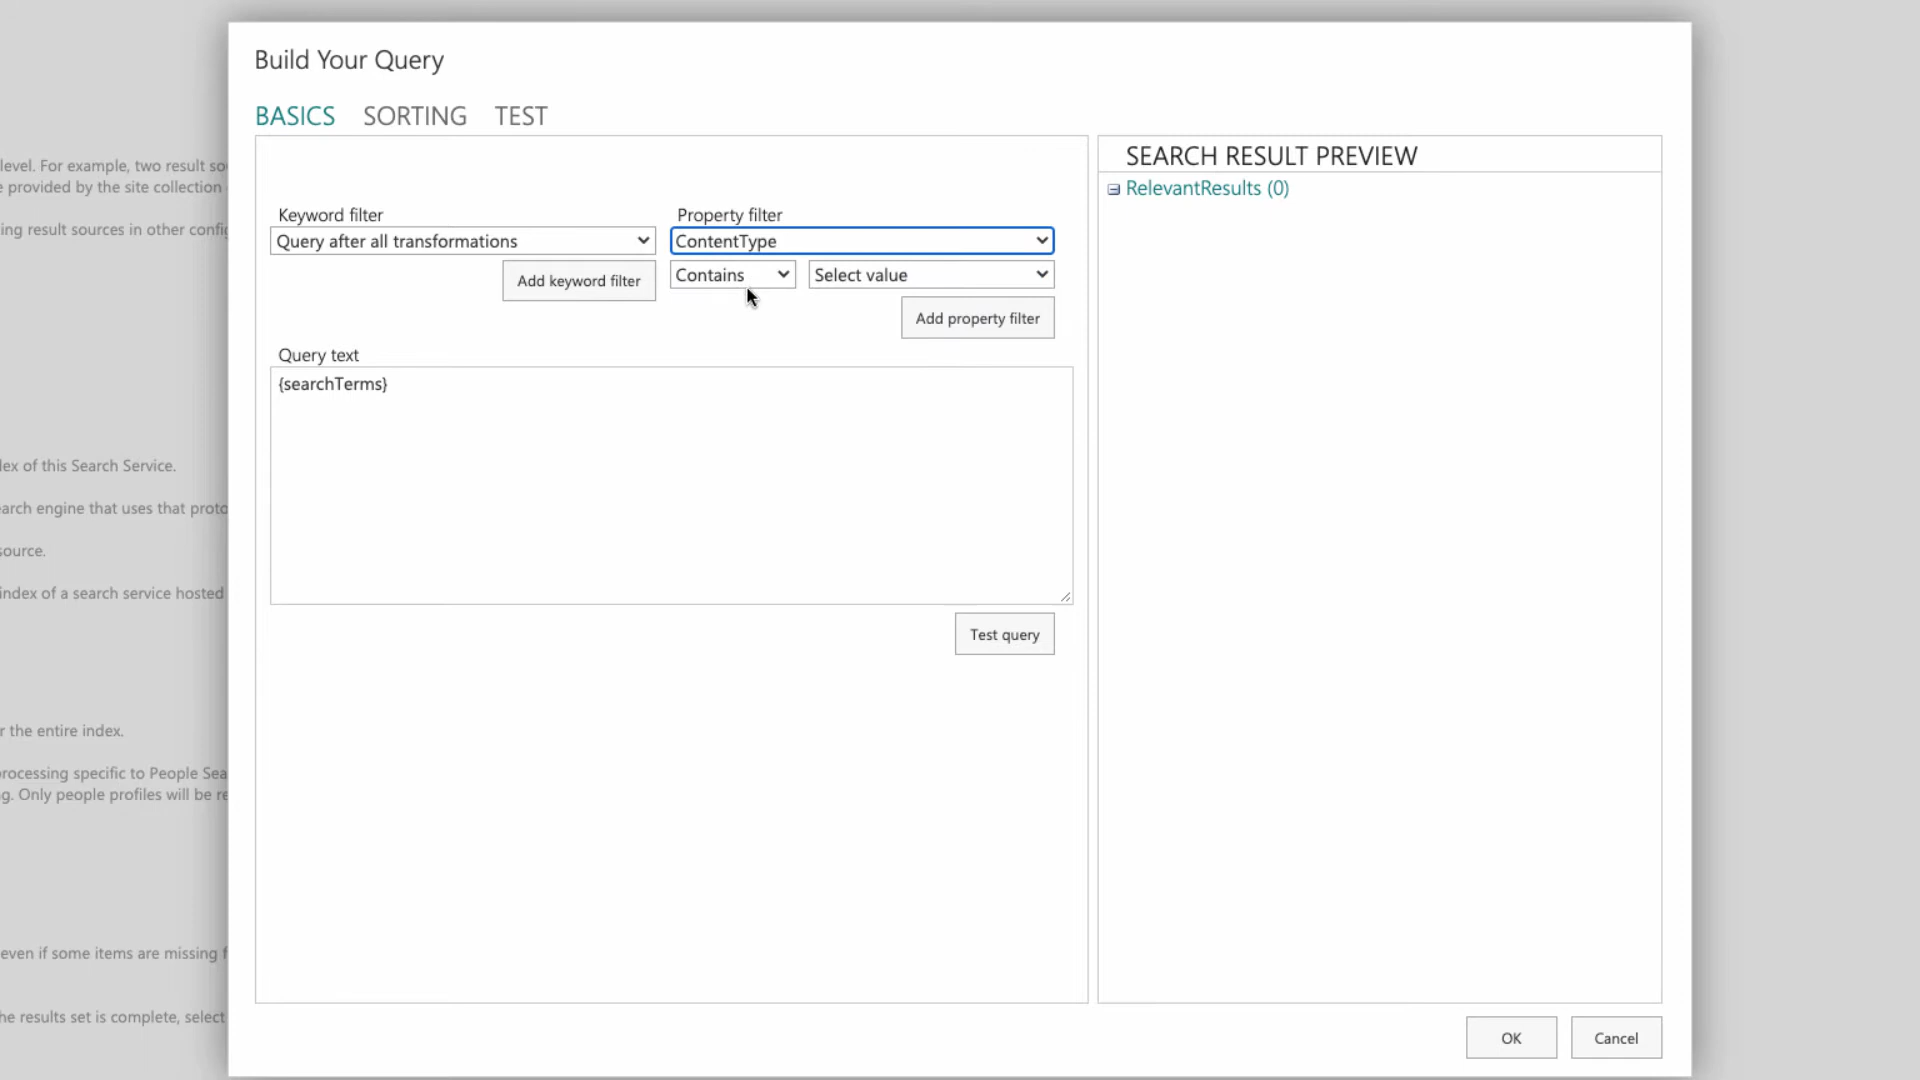 Build Your Query
BASICS SORTING TEST
SEARCH RESULT PREVIEW
RelevantResults (0)
Keyword filter
Property filter
Query after all transformations
ContentType
Add keyword filter
Contains
Select value
Add property filter
Query text
{searchTerms}
Test query
OK
Cancel
level. For example, two result so
e provided by the site collection
ing result sources in other config
lex of this Search Service.
earch engine that uses that proto
source.
index of a search service hosted
r the entire index.
processing specific to People Sea
g. Only people profiles will be re
even if some items are missing f
he results set is complete, select